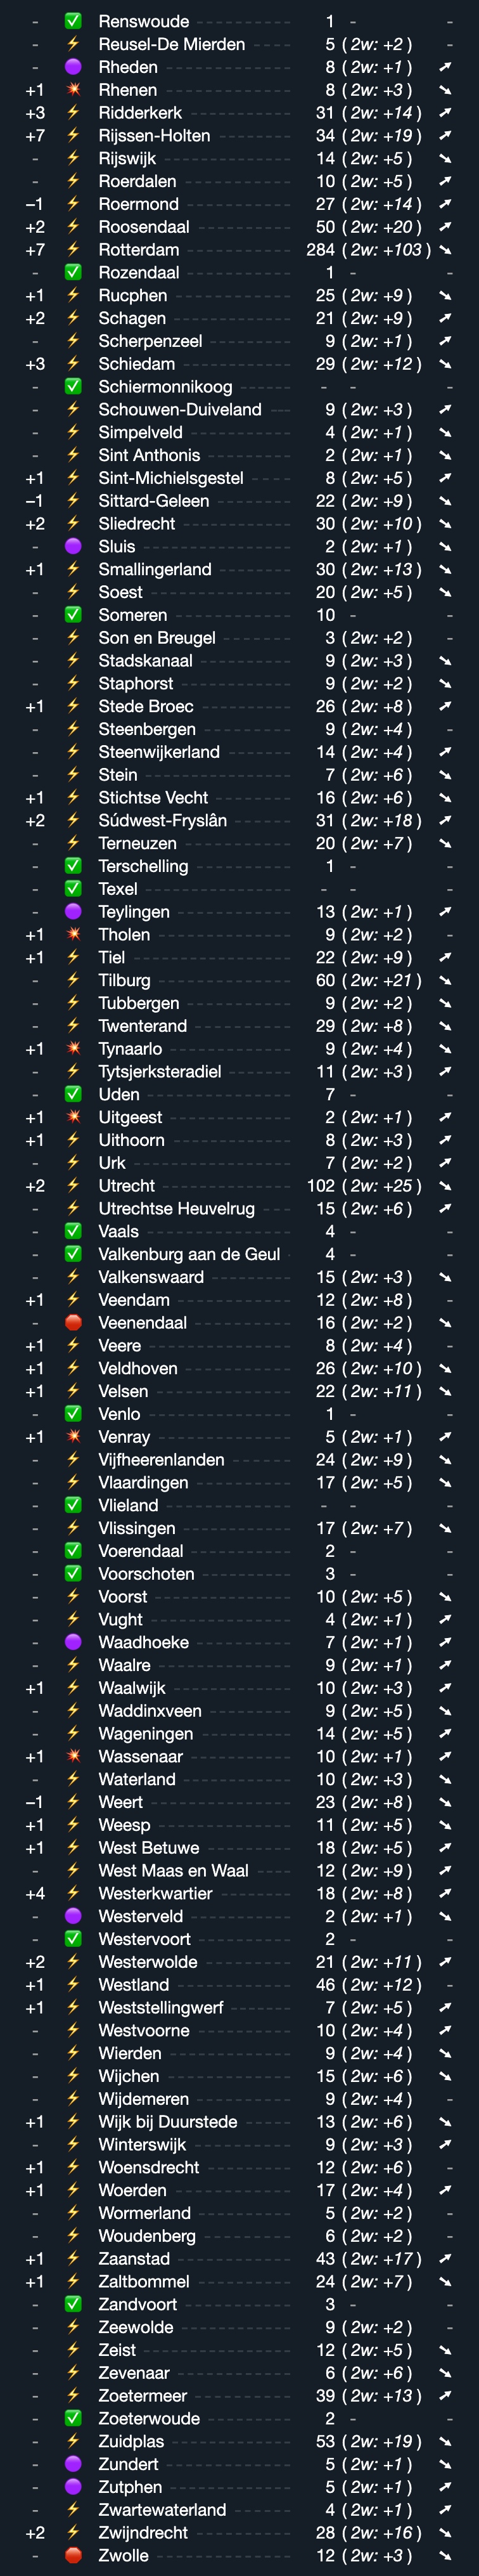 - ✅ Renswoude 1 - -
- ⚡ Reusel-De Mierden 5 ( 2w: +2 ) -
- 🟣 Rheden 8 ( 2w: +1 ) ➚
+1 💥 Rhenen 8 ( 2w: +3 ) ➘
+3 ⚡ Ridderkerk 31 ( 2w: +14 ) ➚
+7 ⚡ Rijssen-Holten 34 ( 2w: +19 ) ➚
- ⚡ Rijswijk 14 ( 2w: +5 ) ➘
- ⚡ Roerdalen 10 ( 2w: +5 ) ➚
−1 ⚡ Roermond 27 ( 2w: +14 ) ➚
+2 ⚡ Roosendaal 50 ( 2w: +20 ) ➚
+7 ⚡ Rotterdam 284 ( 2w: +103 ) ➘
- ✅ Rozendaal 1 - -
+1 ⚡ Rucphen 25 ( 2w: +9 ) ➘
+2 ⚡ Schagen 21 ( 2w: +9 ) ➚
- ⚡ Scherpenzeel 9 ( 2w: +1 ) ➚
+3 ⚡ Schiedam 29 ( 2w: +12 ) ➘
- ✅ Schiermonnikoog - - -
- ⚡ Schouwen-Duiveland 9 ( 2w: +3 ) ➚
- ⚡ Simpelveld 4 ( 2w: +1 ) ➘
- ⚡ Sint Anthonis 2 ( 2w: +1 ) ➘
+1 ⚡ Sint-Michielsgestel 8 ( 2w: +5 ) ➚
−1 ⚡ Sittard-Geleen 22 ( 2w: +9 ) ➘
+2 ⚡ Sliedrecht 30 ( 2w: +10 ) ➘
- 🟣 Sluis 2 ( 2w: +1 ) ➘
+1 ⚡ Smallingerland 30 ( 2w: +13 ) ➘
- ⚡ Soest 20 ( 2w: +5 ) ➘
- ✅ Someren 10 - -
- ⚡ Son en Breugel 3 ( 2w: +2 ) -
- ⚡ Stadskanaal 9 ( 2w: +3 ) ➘
- ⚡ Staphorst 9 ( 2w: +2 ) ➘
+1 ⚡ Stede Broec 26 ( 2w: +8 ) ➚
- ⚡ Steenbergen 9 ( 2w: +4 ) -
- ⚡ Steenwijkerland 14 ( 2w: +4 ) ➚
- ⚡ Stein 7 ( 2w: +6 ) ➘
+1 ⚡ Stichtse Vecht 16 ( 2w: +6 ) ➘
+2 ⚡ Súdwest-Fryslân 31 ( 2w: +18 ) ➚
- ⚡ Terneuzen 20 ( 2w: +7 ) ➘
- ✅ Terschelling 1 - -
- ✅ Texel - - -
- 🟣 Teylingen 13 ( 2w: +1 ) ➚
+1 💥 Tholen 9 ( 2w: +2 ) -
+1 ⚡ Tiel 22 ( 2w: +9 ) ➚
- ⚡ Tilburg 60 ( 2w: +21 ) ➘
- ⚡ Tubbergen 9 ( 2w: +2 ) ➘
- ⚡ Twenterand 29 ( 2w: +8 ) ➘
+1 💥 Tynaarlo 9 ( 2w: +4 ) ➘
- ⚡ Tytsjerksteradiel 11 ( 2w: +3 ) ➚
- ✅ Uden 7 - -
+1 💥 Uitgeest 2 ( 2w: +1 ) ➚
+1 ⚡ Uithoorn 8 ( 2w: +3 ) ➚
- ⚡ Urk 7 ( 2w: +2 ) ➚
+2 ⚡ Utrecht 102 ( 2w: +25 ) ➘
- ⚡ Utrechtse Heuvelrug 15 ( 2w: +6 ) ➚
- ✅ Vaals 4 - -
- ✅ Valkenburg aan de Geul 4 - -
- ⚡ Valkenswaard 15 ( 2w: +3 ) ➘
+1 ⚡ Veendam 12 ( 2w: +8 ) -
- 🛑 Veenendaal 16 ( 2w: +2 ) ➘
+1 ⚡ Veere 8 ( 2w: +4 ) -
+1 ⚡ Veldhoven 26 ( 2w: +10 ) ➘
+1 ⚡ Velsen 22 ( 2w: +11 ) ➘
- ✅ Venlo 1 - -
+1 💥 Venray 5 ( 2w: +1 ) ➚
- ⚡ Vijfheerenlanden 24 ( 2w: +9 ) ➘
- ⚡ Vlaardingen 17 ( 2w: +5 ) ➘
- ✅ Vlieland - - -
- ⚡ Vlissingen 17 ( 2w: +7 ) ➘
- ✅ Voerendaal 2 - -
- ✅ Voorschoten 3 - -
- ⚡ Voorst 10 ( 2w: +5 ) ➘
- ⚡ Vught 4 ( 2w: +1 ) ➚
- 🟣 Waadhoeke 7 ( 2w: +1 ) ➚
- ⚡ Waalre 9 ( 2w: +1 ) ➚
+1 ⚡ Waalwijk 10 ( 2w: +3 ) ➚
- ⚡ Waddinxveen 9 ( 2w: +5 ) ➘
- ⚡ Wageningen 14 ( 2w: +5 ) ➚
+1 💥 Wassenaar 10 ( 2w: +1 ) ➚
- ⚡ Waterland 10 ( 2w: +3 ) ➘
−1 ⚡ Weert 23 ( 2w: +8 ) ➘
+1 ⚡ Weesp 11 ( 2w: +5 ) ➘
+1 ⚡ West Betuwe 18 ( 2w: +5 ) ➚
- ⚡ West Maas en Waal 12 ( 2w: +9 ) ➚
+4 ⚡ Westerkwartier 18 ( 2w: +8 ) ➚
- 🟣 Westerveld 2 ( 2w: +1 ) ➘
- ✅ Westervoort 2 - -
+2 ⚡ Westerwolde 21 ( 2w: +11 ) ➚
+1 ⚡ Westland 46 ( 2w: +12 ) -
+1 ⚡ Weststellingwerf 7 ( 2w: +5 ) ➚
- ⚡ Westvoorne 10 ( 2w: +4 ) ➚
- ⚡ Wierden 9 ( 2w: +4 ) ➘
- ⚡ Wijchen 15 ( 2w: +6 ) ➘
- ⚡ Wijdemeren 9 ( 2w: +4 ) -
+1 ⚡ Wijk bij Duurstede 13 ( 2w: +6 ) ➘
- ⚡ Winterswijk 9 ( 2w: +3 ) ➚
+1 ⚡ Woensdrecht 12 ( 2w: +6 ) -
+1 ⚡ Woerden 17 ( 2w: +4 ) ➚
- ⚡ Wormerland 5 ( 2w: +2 ) -
- ⚡ Woudenberg 6 ( 2w: +2 ) -
+1 ⚡ Zaanstad 43 ( 2w: +17 ) ➚
+1 ⚡ Zaltbommel 24 ( 2w: +7 ) ➘
- ✅ Zandvoort 3 - -
- ⚡ Zeewolde 9 ( 2w: +2 ) -
- ⚡ Zeist 12 ( 2w: +5 ) ➘
- ⚡ Zevenaar 6 ( 2w: +6 ) ➘
- ⚡ Zoetermeer 39 ( 2w: +13 ) ➚
- ✅ Zoeterwoude 2 - -
- ⚡ Zuidplas 53 ( 2w: +19 ) ➘
- 🟣 Zundert 5 ( 2w: +1 ) ➘
- 🟣 Zutphen 5 ( 2w: +1 ) ➚
- ⚡ Zwartewaterland 4 ( 2w: +1 ) ➚
+2 ⚡ Zwijndrecht 28 ( 2w: +16 ) ➘
- 🛑 Zwolle 12 ( 2w: +3 ) ➘